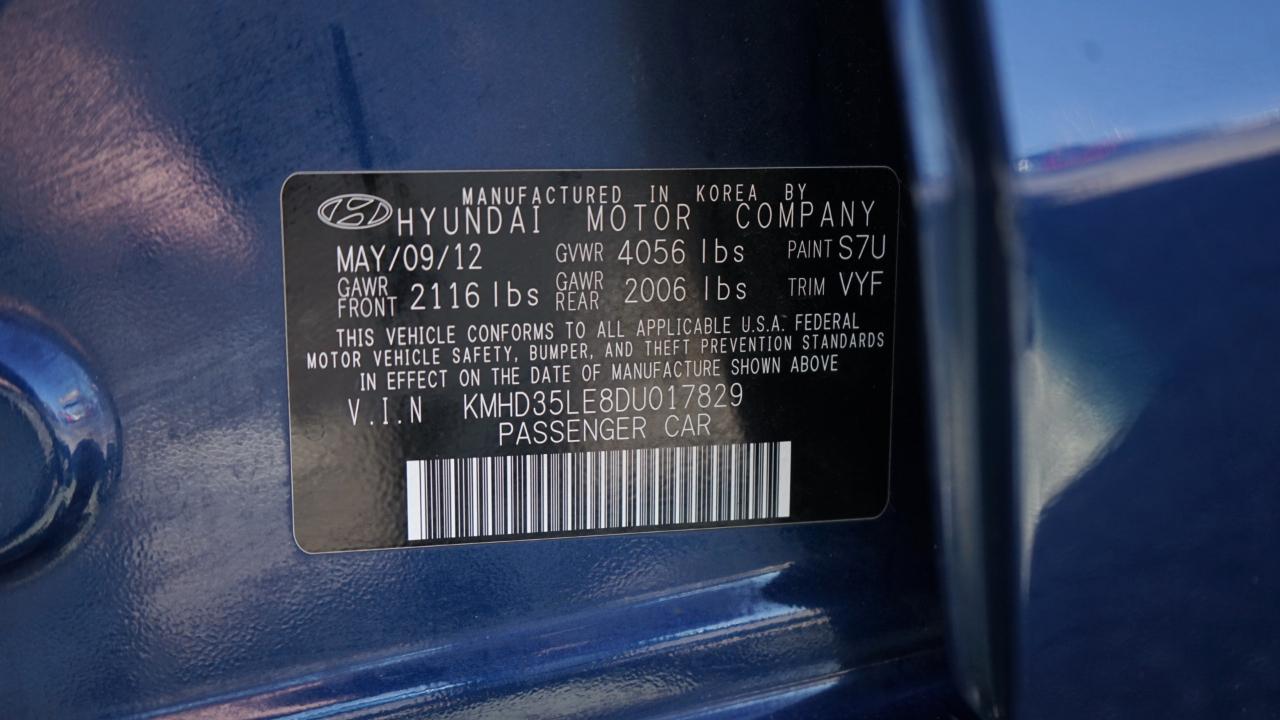 MANUFACTURED IN KOREA BY
HYUNDAI MOTOR COMPANY
MAY/09/12 GVWR 4056 lbs PAINT S7U
GAWR FRONT 2116 lbs GAWR REAR 2006 lbs TRIM VYF
THIS VEHICLE CONFORMS TO ALL APPLICABLE U.S.A. FEDERAL
MOTOR VEHICLE SAFETY, BUMPER, AND THEFT PREVENTION STANDARDS
IN EFFECT ON THE DATE OF MANUFACTURE SHOWN ABOVE
V.I.N KMHD35LE8DU017829
PASSENGER CAR